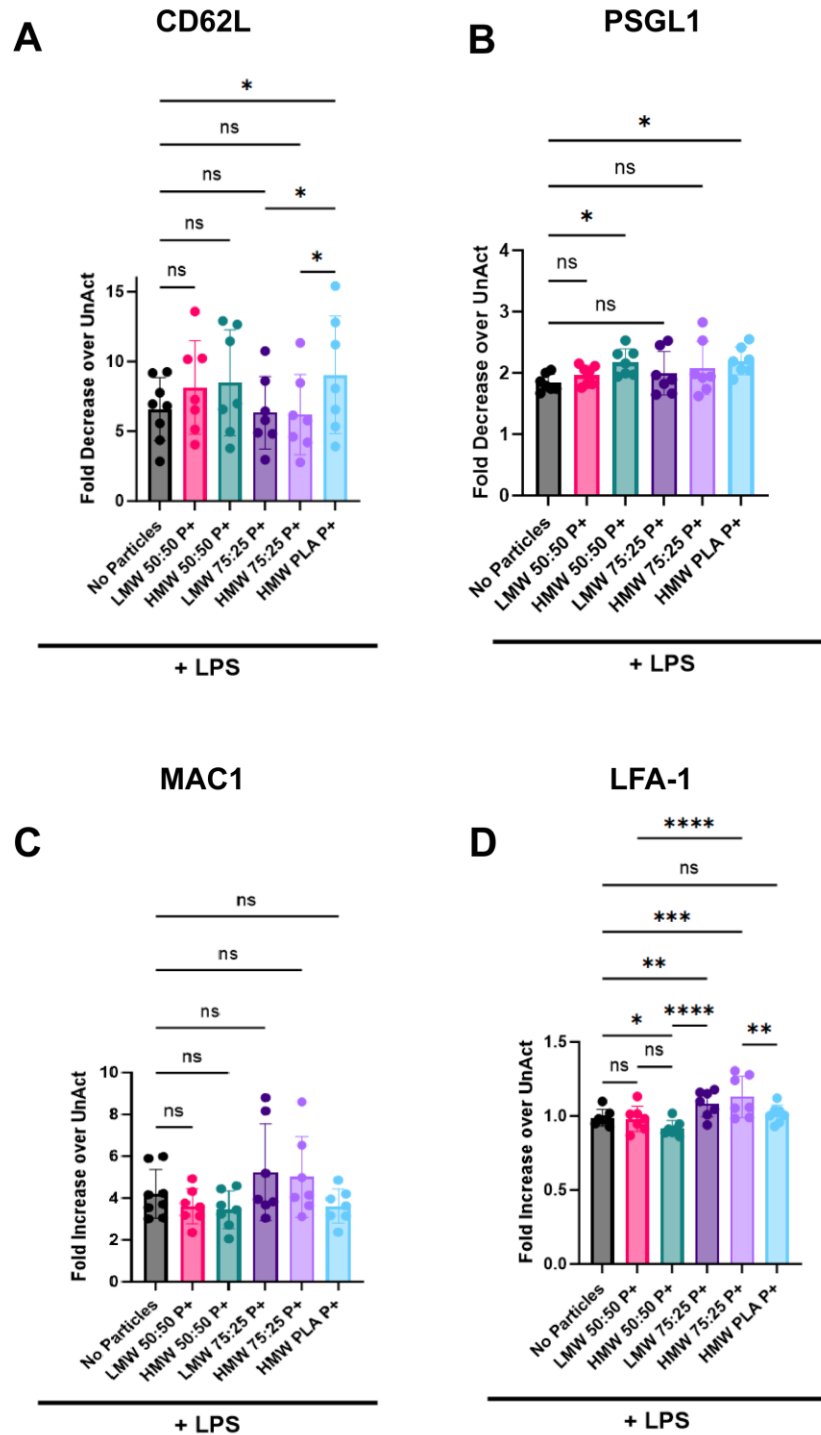 A
CD62L
*
ns
ns
*
ns
*
ns
Fold Decrease over UnAct
15
10
5
0
No Particles
LMW 50:50 P+
HMW 50:50 P+
LMW 75:25 P+
HMW 75:25 P+
HMW PLA P+
+ LPS
B
PSGL1
*
ns
*
ns
ns
Fold Decrease over UnAct
4
3
2
1
0
No Particles
LMW 50:50 P+
HMW 50:50 P+
LMW 75:25 P+
HMW 75:25 P+
HMW PLA P+
+ LPS
C
MAC1
ns
ns
ns
ns
ns
Fold Increase over UnAct
10
8
6
4
2
0
No Particles
LMW 50:50 P+
HMW 50:50 P+
LMW 75:25 P+
HMW 75:25 P+
HMW PLA P+
+ LPS
D
LFA-1
****
ns
***
**
* ****
ns ns **
Fold Increase over UnAct
1.5
1.0
0.5
0.0
No Particles
LMW 50:50 P+
HMW 50:50 P+
LMW 75:25 P+
HMW 75:25 P+
HMW PLA P+
+ LPS